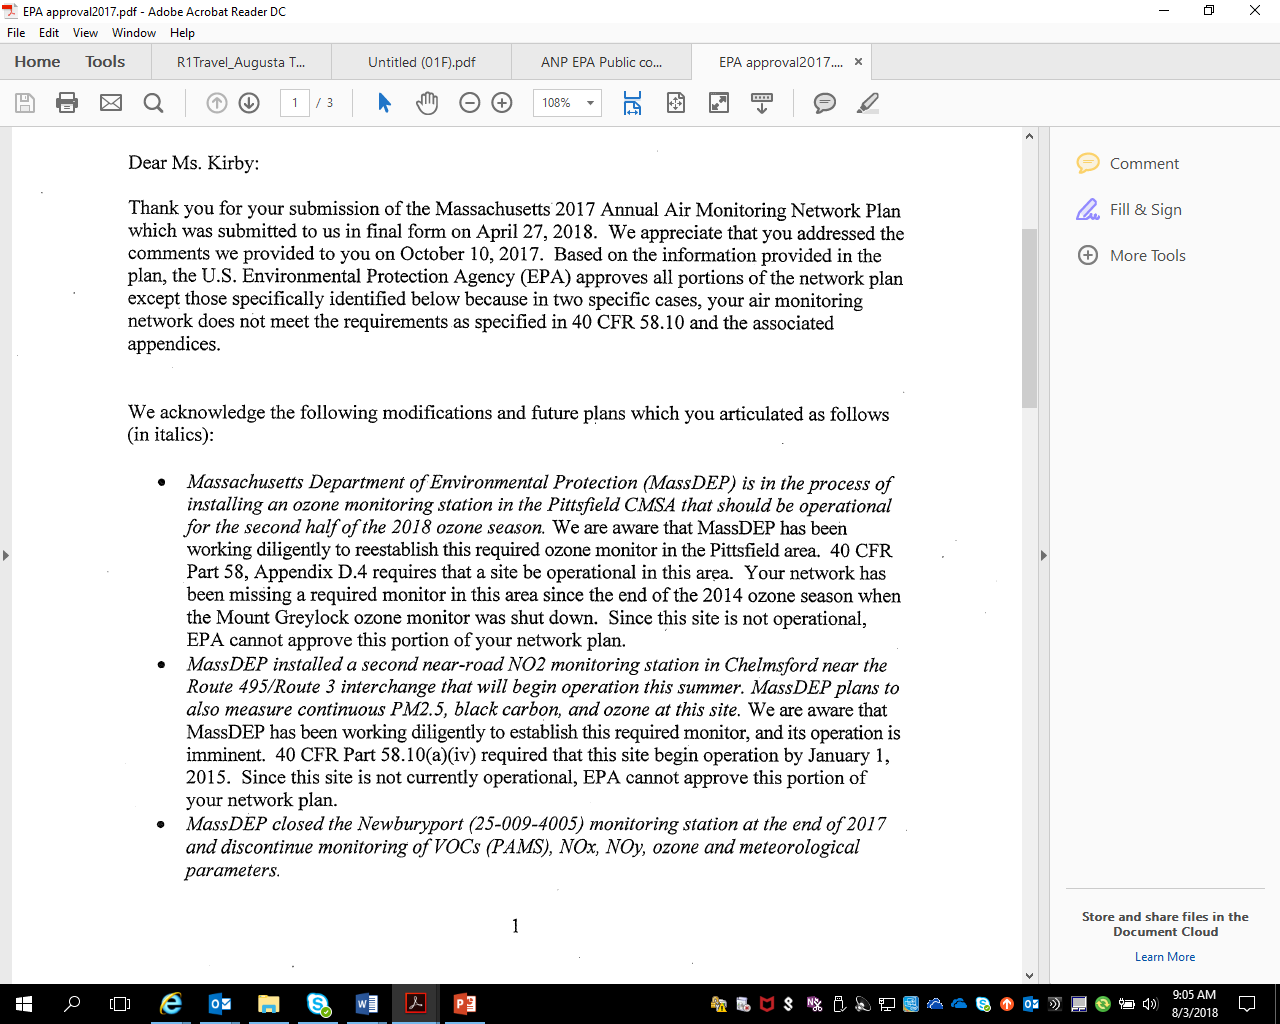 EPA approval2017.pdf - Adobe Acrobat Reader DC
File Edit View Window Help
Home Tools R1Travel_Augusta T... Untitled (01F).pdf ANP EPA Public co... EPA approval2017.... ×
1 / 3 108%
Dear Ms. Kirby:
Thank you for your submission of the Massachusetts 2017 Annual Air Monitoring Network Plan
which was submitted to us in final form on April 27, 2018. We appreciate that you addressed the
comments we provided to you on October 10, 2017. Based on the information provided in the
plan, the U.S. Environmental Protection Agency (EPA) approves all portions of the network plan
except those specifically identified below because in two specific cases, your air monitoring
network does not meet the requirements as specified in 40 CFR 58.10 and the associated
appendices.
We acknowledge the following modifications and future plans which you articulated as follows
(in italics):
• Massachusetts Department of Environmental Protection (MassDEP) is in the process of
installing an ozone monitoring station in the Pittsfield CMSA that should be operational
for the second half of the 2018 ozone season. We are aware that MassDEP has been
working diligently to reestablish this required ozone monitor in the Pittsfield area. 40 CFR
Part 58, Appendix D.4 requires that a site be operational in this area. Your network has
been missing a required monitor in this area since the end of the 2014 ozone season when
the Mount Greylock ozone monitor was shut down. Since this site is not operational,
EPA cannot approve this portion of your network plan.
• MassDEP installed a second near-road NO2 monitoring station in Chelmsford near the
Route 495/Route 3 interchange that will begin operation this summer. MassDEP plans to
also measure continuous PM2.5, black carbon, and ozone at this site. We are aware that
MassDEP has been working diligently to establish this required monitor, and its operation is
imminent. 40 CFR Part 58.10(a)(iv) required that this site begin operation by January 1,
2015. Since this site is not currently operational, EPA cannot approve this portion of
your network plan.
• MassDEP closed the Newburyport (25-009-4005) monitoring station at the end of 2017
and discontinue monitoring of VOCs (PAMS), NOx, NOy, ozone and meteorological
parameters.
1
Comment
Fill & Sign
More Tools
Store and share files in the
Document Cloud
Learn More
9:05 AM
8/3/2018